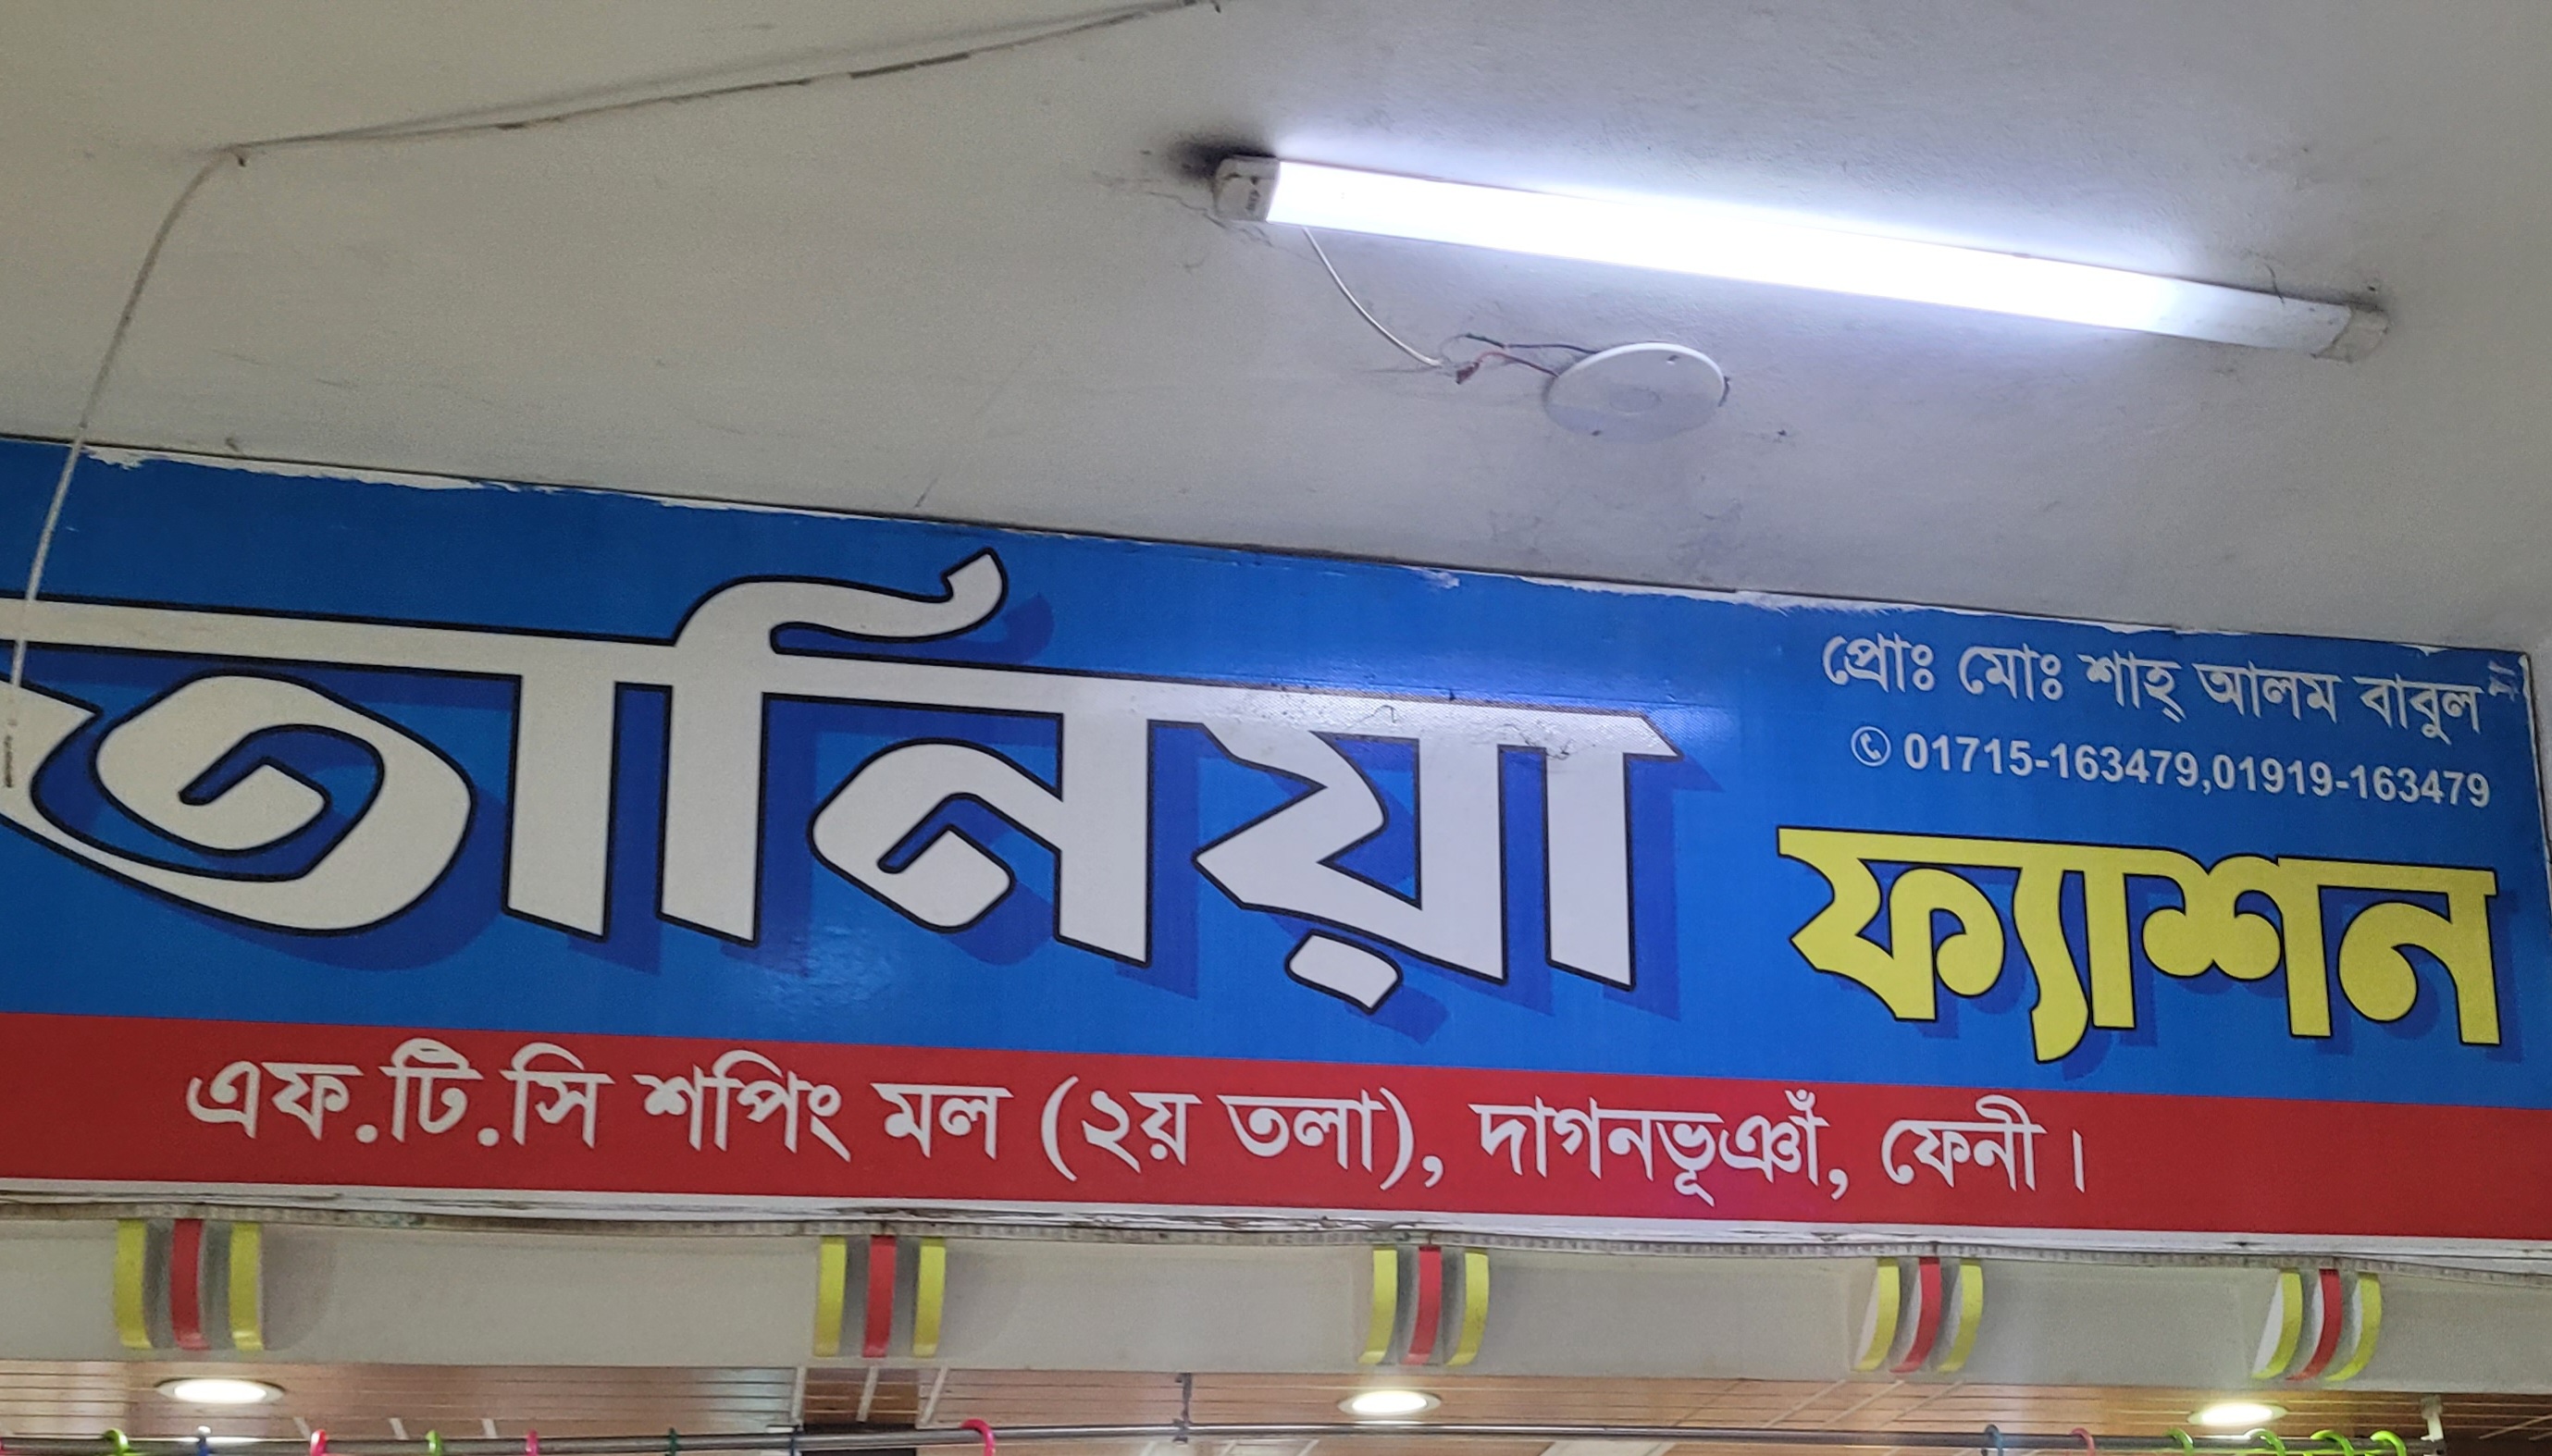 তানিয়া
প্রোঃ মোঃ শাহ্ আলম বাবুল
01715-163479,01919-163479
ফ্যাশন
এফ.টি.সি শপিং মল (২য় তলা), দাগনভূঞাঁ, ফেনী।